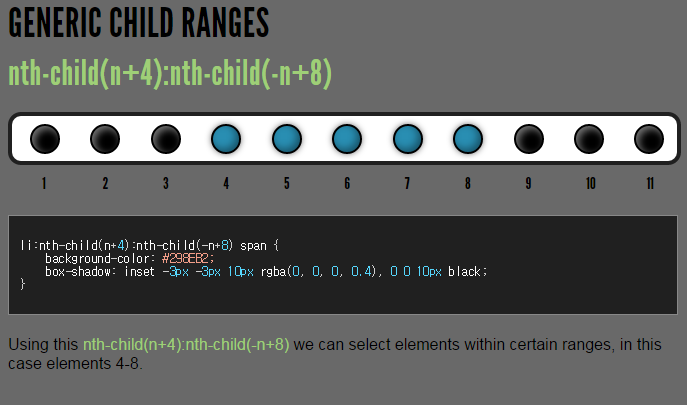 GENERIC CHILD RANGES
nth-child(n+4):nth-child(-n+8)
1 2 3 4 5 6 7 8 9 10 11
li:nth-child(n+4):nth-child(-n+8) span {
    background-color: #298EB2;
    box-shadow: inset -3px -3px 10px rgba(0, 0, 0, 0.4), 0 0 10px black;
}
Using this nth-child(n+4):nth-child(-n+8) we can select elements within certain ranges, in this
case elements 4-8.